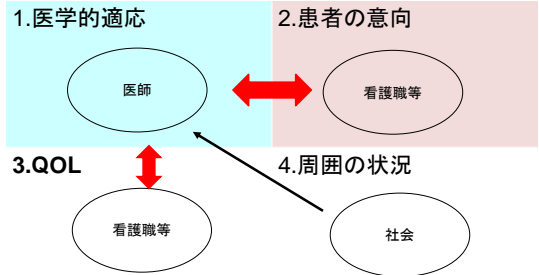 1.医学的適応
2.患者の意向
医師
看護職等
3.QOL
4.周囲の状況
看護職等
社会